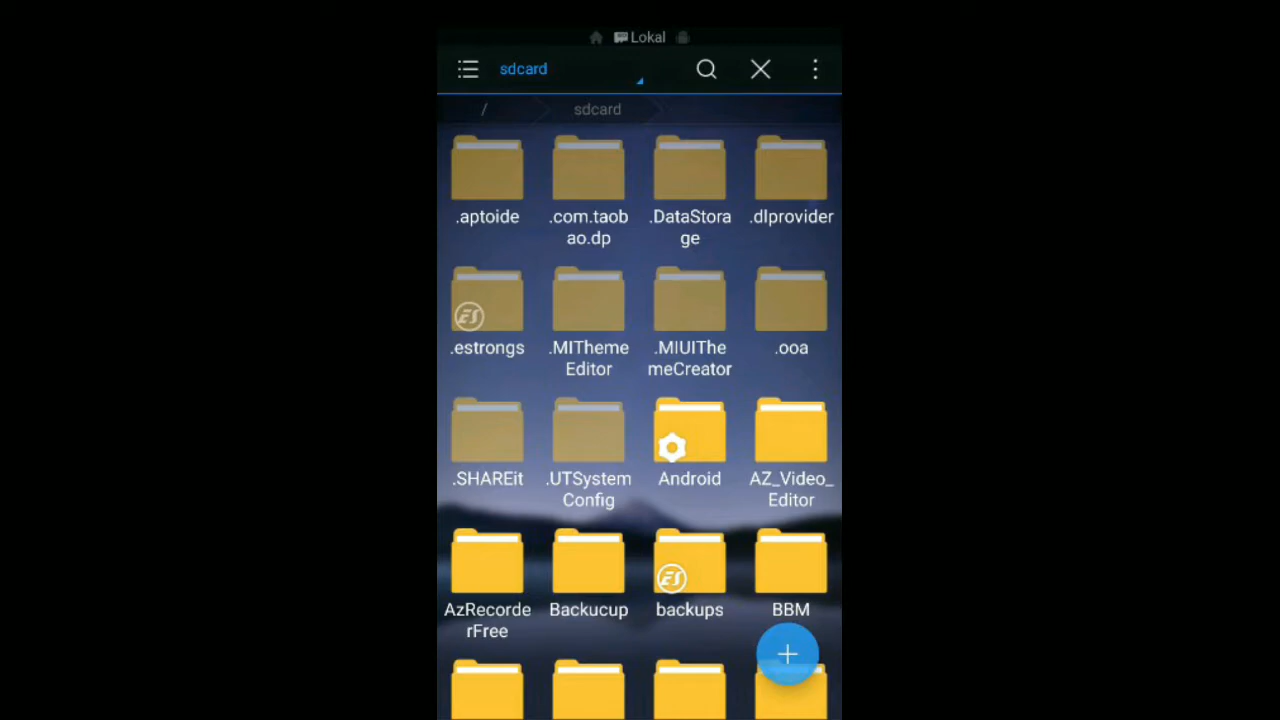 Lokal
sdcard
/
sdcard
.aptoide
.com.taob
ao.dp
.DataStora
ge
.dlprovider
.estrongs
.MITheme
Editor
.MIUIThe
meCreator
.ooa
.SHAREit
.UTSystem
Config
Android
AZ_Video_
Editor
AzRecorde
rFree
Backucup
backups
BBM